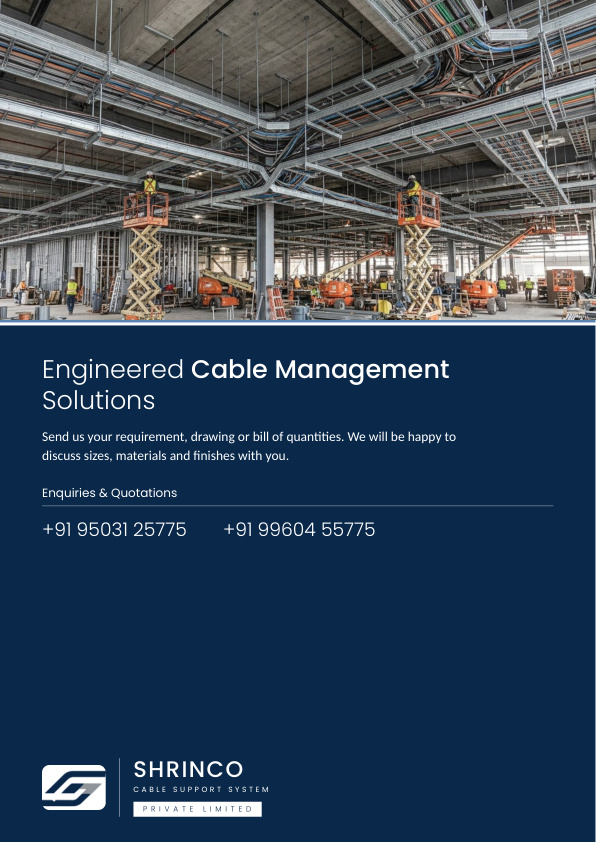 Engineered Cable Management
Solutions
Send us your requirement, drawing or bill of quantities. We will be happy to
discuss sizes, materials and finishes with you.
Enquiries & Quotations
+91 95031 25775 +91 99604 55775
SHRINCO
CABLE SUPPORT SYSTEM
PRIVATE LIMITED